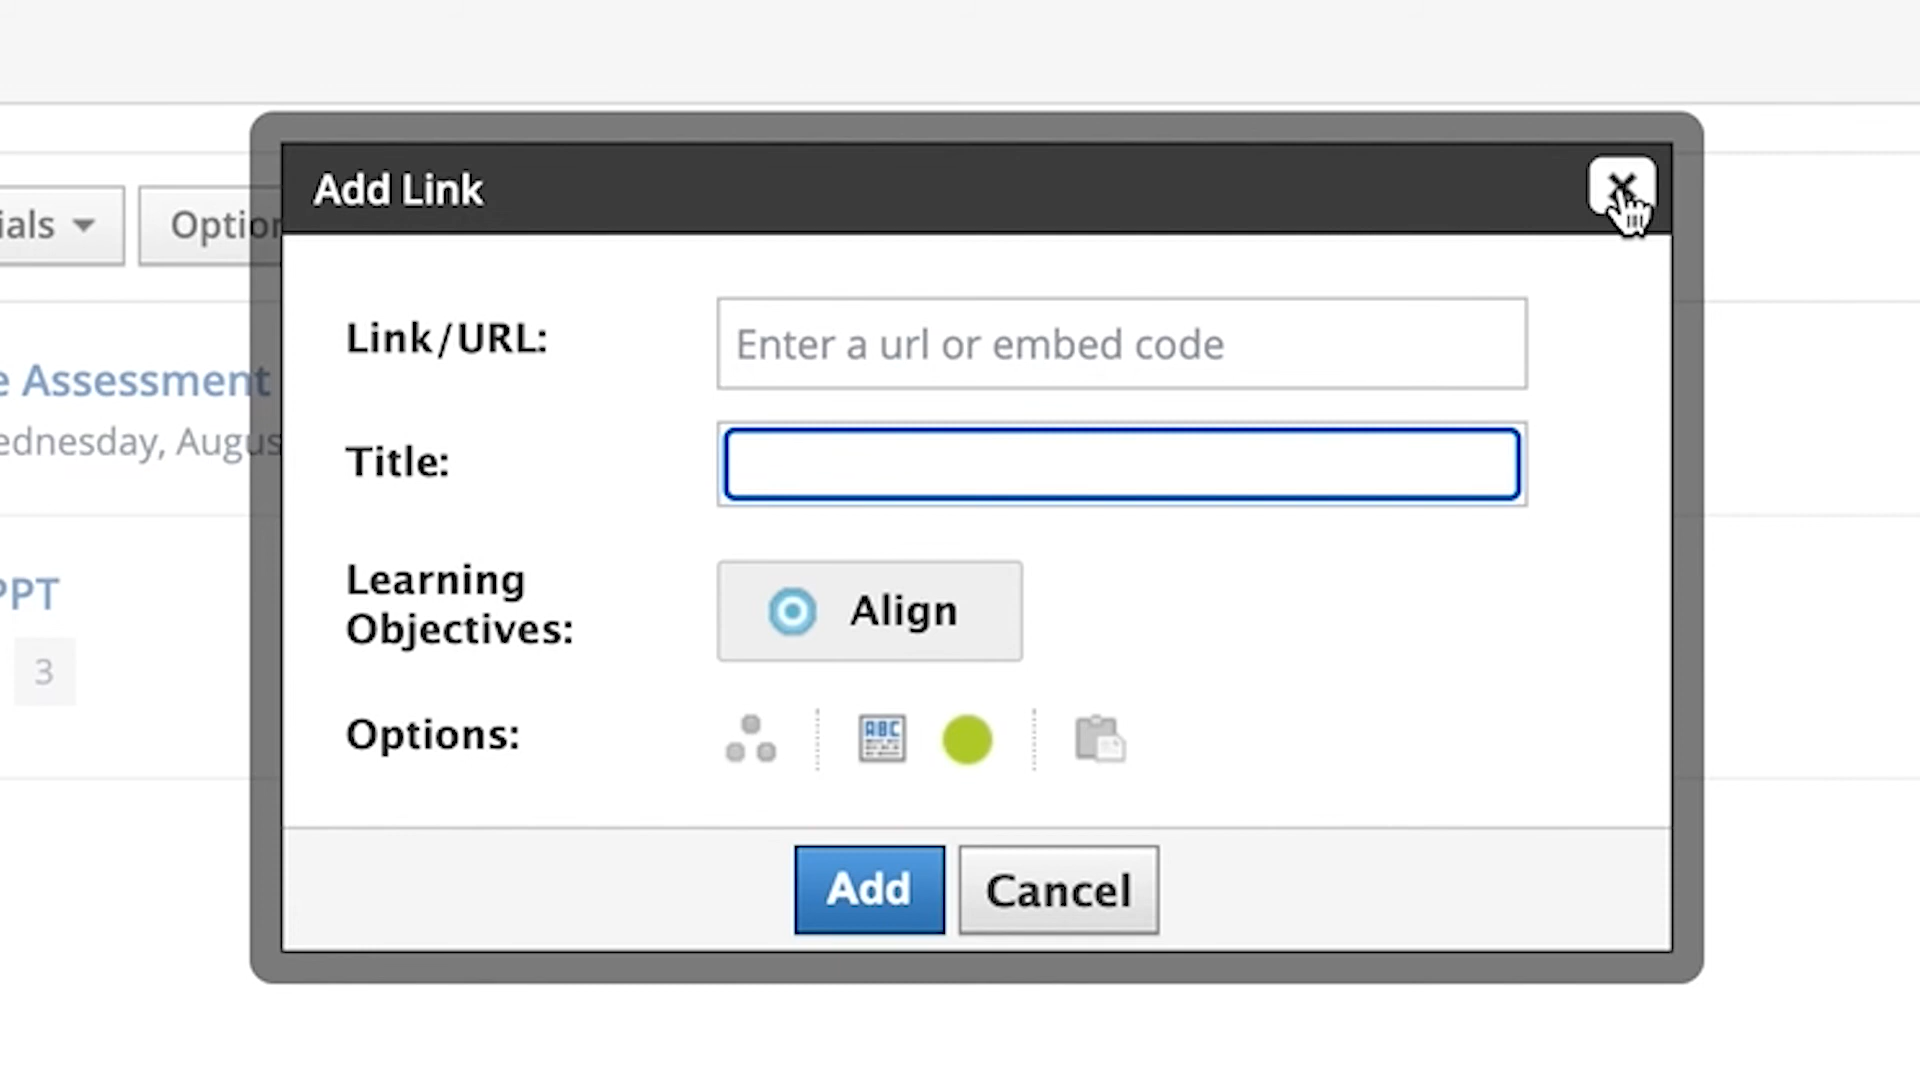 Add Link
ials
Option
Link/URL:
Enter a url or embed code
e Assessment
ednesday, Augus
Title:
Learning
Objectives:
Align
PPT
3
Options:
ABC
Add
Cancel